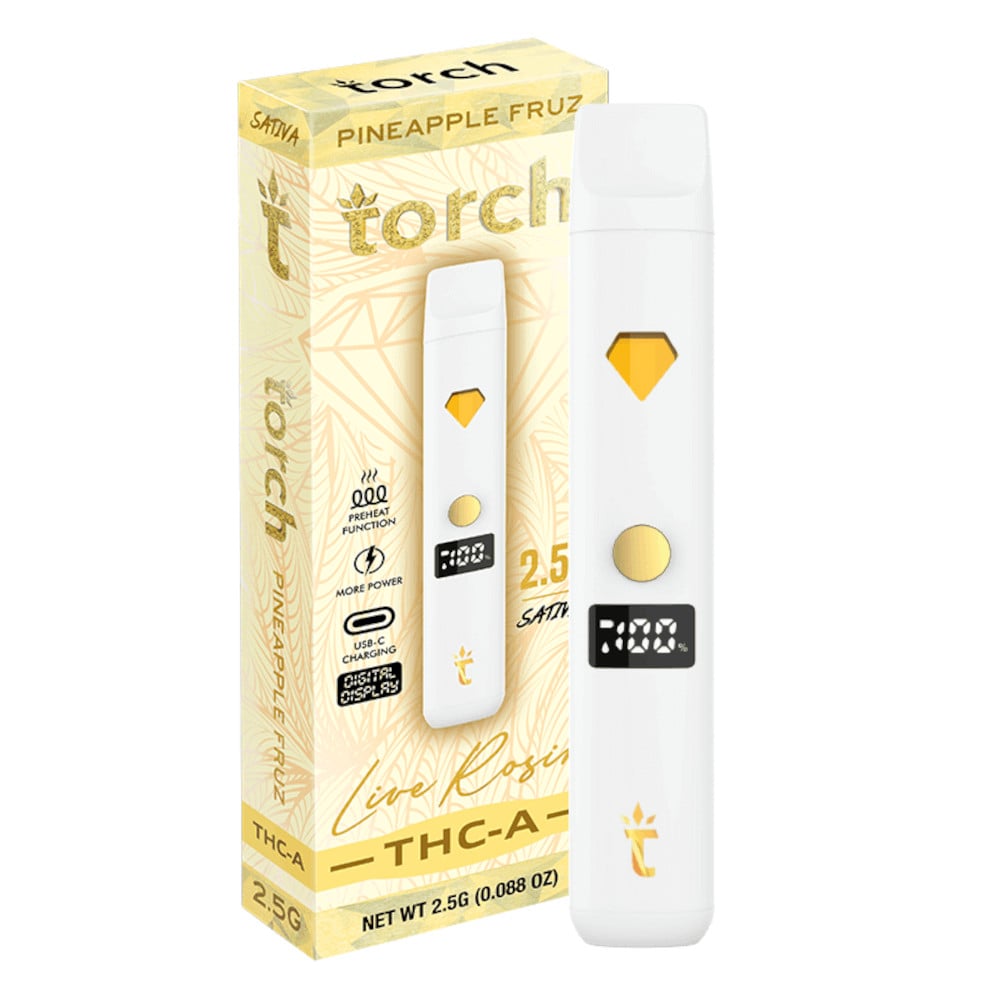 torch
SATIVA
PINEAPPLE FRUZ
torch
t
torch
PINEAPPLE FRUZ
THC-A
2.5G
PREHEAT
FUNCTION
MORE POWER
USB-C
CHARGING
DIGITAL
DISPLAY
100%
t
2.5
SATIV
Live Rosin
THC-A
NET WT 2.5G (0.088 OZ)
100%
t